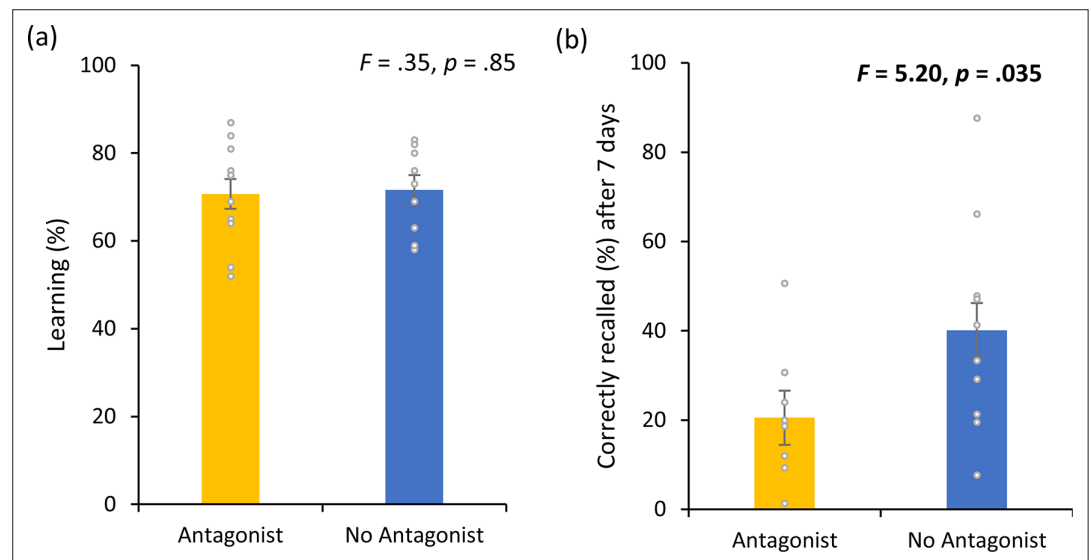 (a)
F = .35, p = .85
100
80
60
40
20
0
Learning (%)
Antagonist
No Antagonist
(b)
F = 5.20, p = .035
100
80
60
40
20
0
Correctly recalled (%) after 7 days
Antagonist
No Antagonist